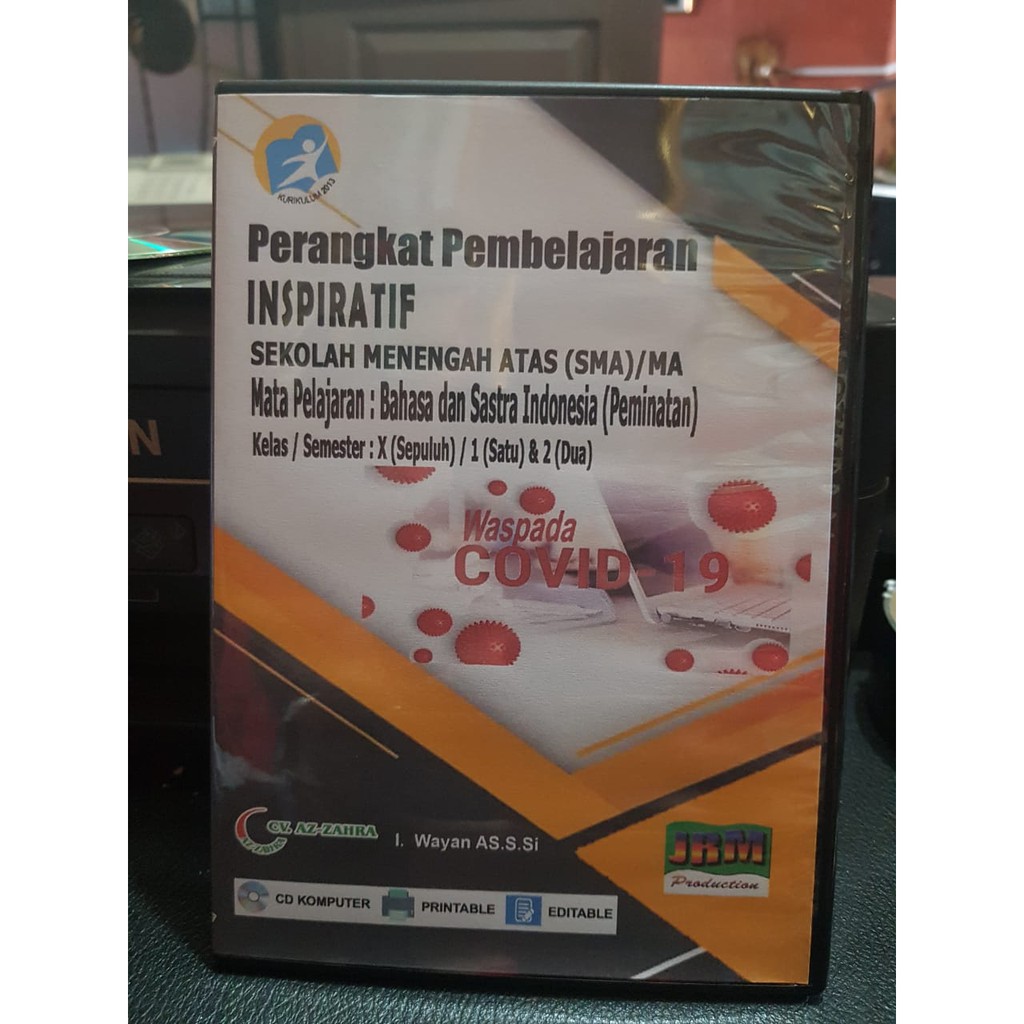 KURIKULUM 2013
Perangkat Pembelajaran
INSPIRATIF
SEKOLAH MENENGAH ATAS (SMA)/MA
Mata Pelajaran : Bahasa dan Sastra Indonesia (Peminatan)
Kelas / Semester : X (Sepuluh) / 1 (Satu) & 2 (Dua)
Waspada
COVID-19
CV. AZ-ZAHRA
AZ-ZAHRA
I. Wayan AS.S.Si
JRM
Production
CD KOMPUTER
PRINTABLE
EDITABLE
N